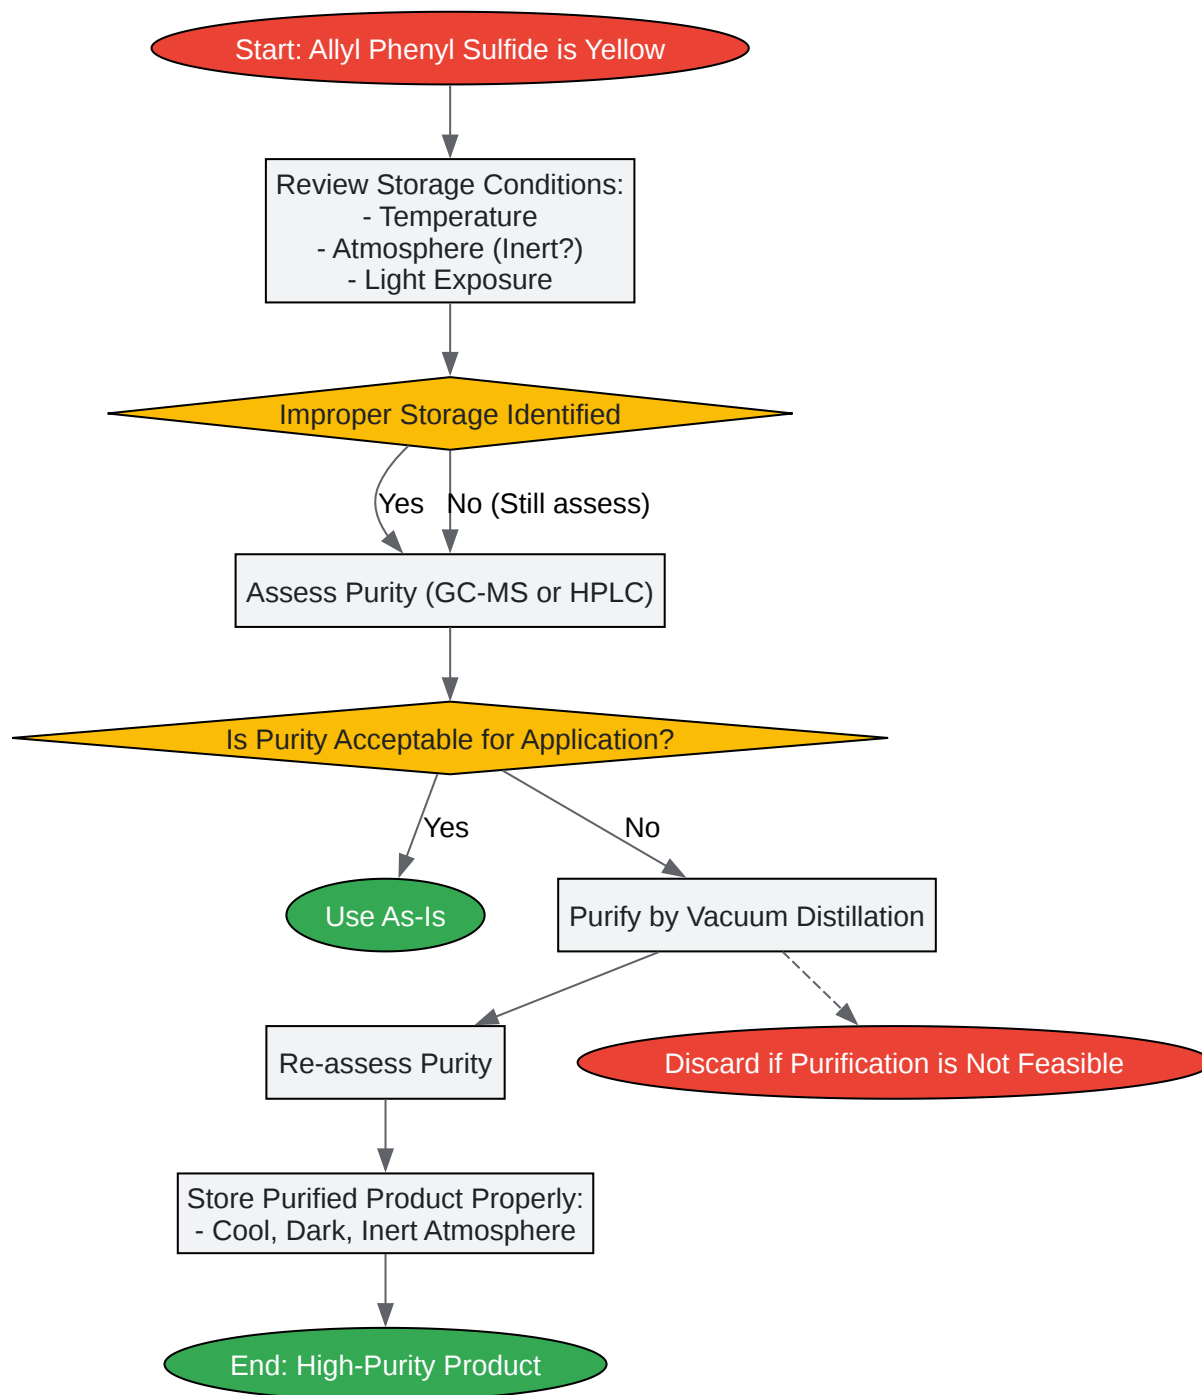 Start: Allyl Phenyl Sulfide is Yellow
Review Storage Conditions:
- Temperature
- Atmosphere (Inert?)
- Light Exposure
Improper Storage Identified
Yes
No (Still assess)
Assess Purity (GC-MS or HPLC)
Is Purity Acceptable for Application?
Yes
No
Use As-Is
Purify by Vacuum Distillation
Re-assess Purity
Discard if Purification is Not Feasible
Store Purified Product Properly:
- Cool, Dark, Inert Atmosphere
End: High-Purity Product